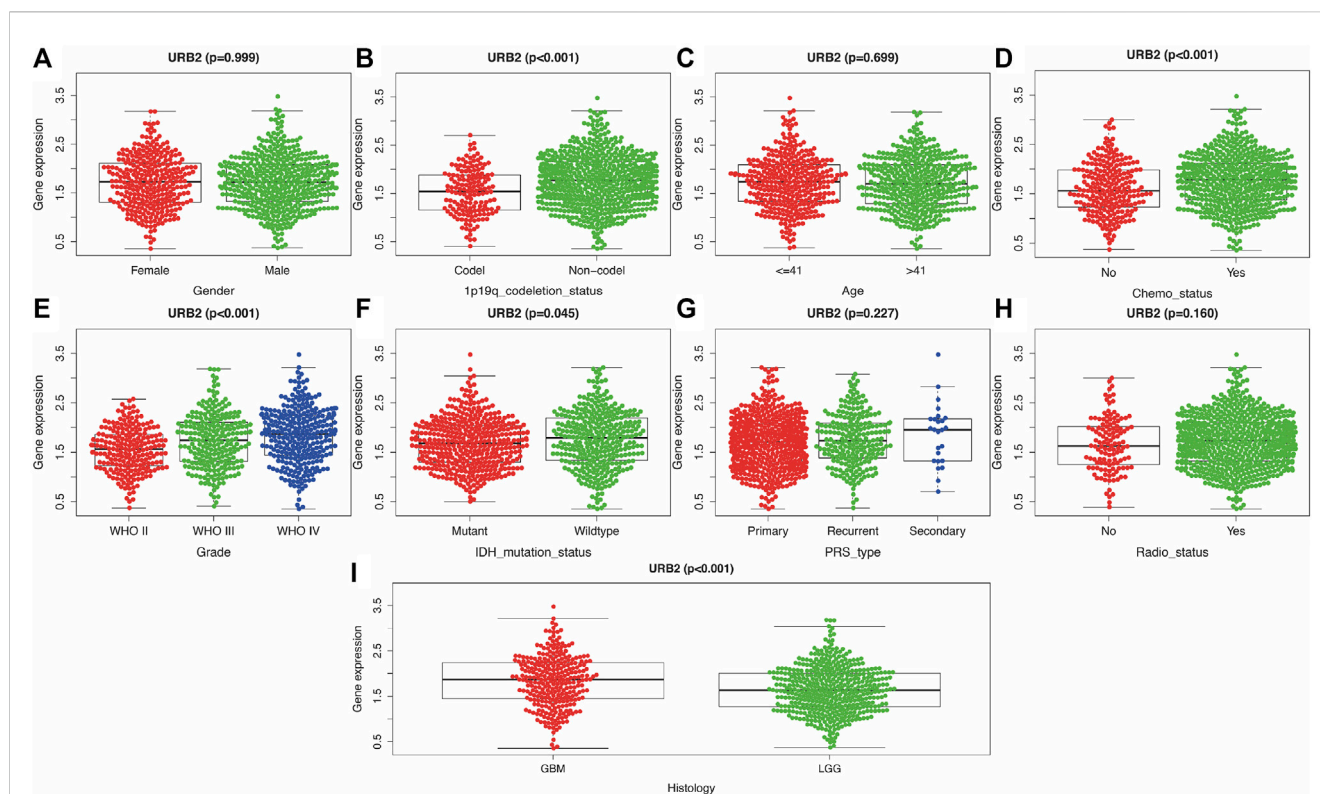 A
URB2 (p=0.999)
Gene expression
3.5
2.5
1.5
0.5
Female
Male
Gender
B
URB2 (p<0.001)
Gene expression
3.5
2.5
1.5
0.5
Codel
Non−codel
1p19q_codeletion_status
C
URB2 (p=0.699)
Gene expression
3.5
2.5
1.5
0.5
<=41
>41
Age
D
URB2 (p<0.001)
Gene expression
3.5
2.5
1.5
0.5
No
Yes
Chemo_status
E
URB2 (p<0.001)
Gene expression
3.5
2.5
1.5
0.5
WHO II
WHO III
WHO IV
Grade
F
URB2 (p=0.045)
Gene expression
3.5
2.5
1.5
0.5
Mutant
Wildtype
IDH_mutation_status
G
URB2 (p=0.227)
Gene expression
3.5
2.5
1.5
0.5
Primary
Recurrent
Secondary
PRS_type
H
URB2 (p=0.160)
Gene expression
3.5
2.5
1.5
0.5
No
Yes
Radio_status
I
URB2 (p<0.001)
Gene expression
3.5
2.5
1.5
0.5
GBM
LGG
Histology